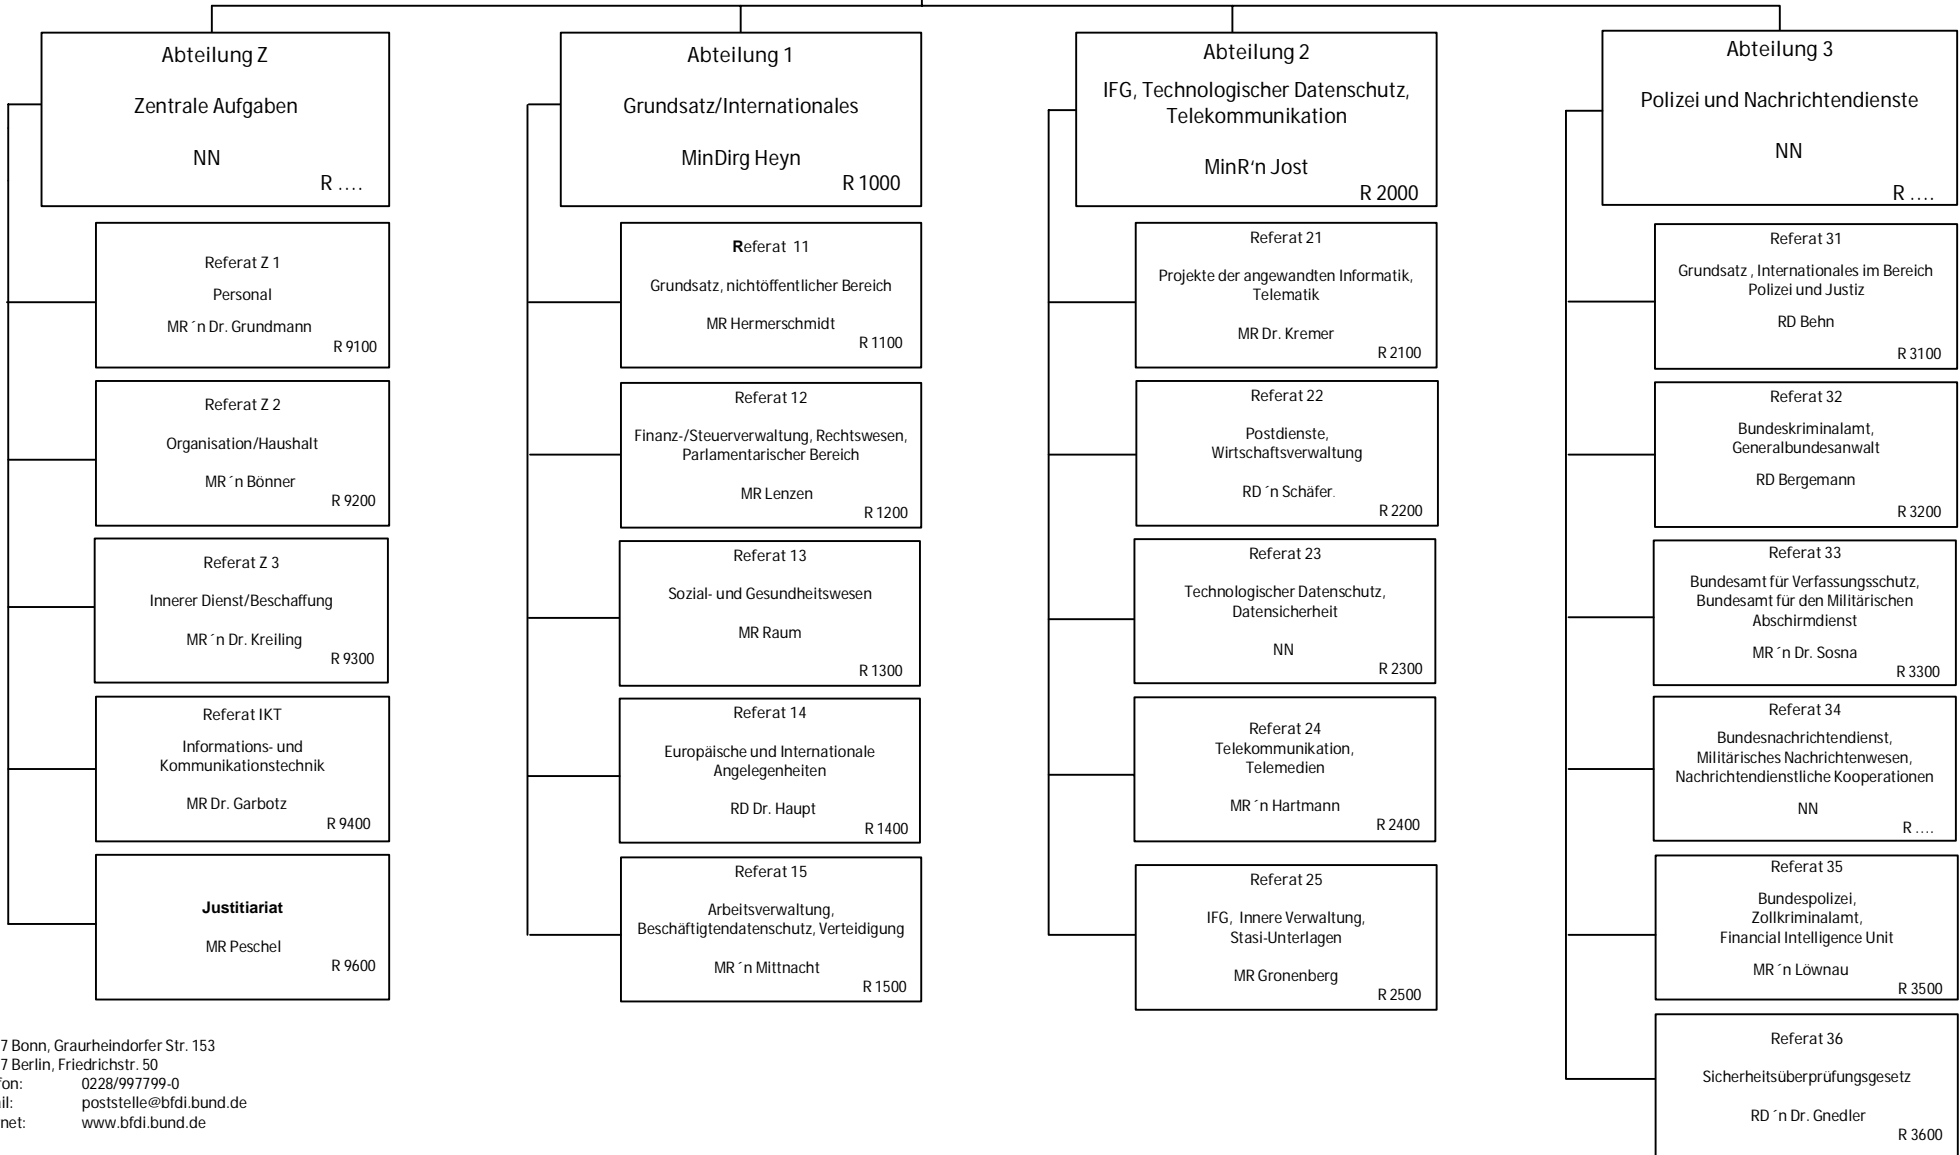 Abteilung Z
Zentrale Aufgaben
NN
R ….
Referat Z 1
Personal
MR ´n Dr. Grundmann
R 9100
Referat Z 2
Organisation/Haushalt
MR ´n Bönner
R 9200
Referat Z 3
Innerer Dienst/Beschaffung
MR ´n Dr. Kreiling
R 9300
Referat IKT
Informations- und
Kommunikationstechnik
MR Dr. Garbotz
R 9400
Justitiariat
MR Peschel
R 9600
Abteilung 1
Grundsatz/Internationales
MinDirg Heyn
R 1000
Referat 11
Grundsatz, nichtöffentlicher Bereich
MR Hermerschmidt
R 1100
Referat 12
Finanz-/Steuerverwaltung, Rechtswesen,
Parlamentarischer Bereich
MR Lenzen
R 1200
Referat 13
Sozial- und Gesundheitswesen
MR Raum
R 1300
Referat 14
Europäische und Internationale
Angelegenheiten
RD Dr. Haupt
R 1400
Referat 15
Arbeitsverwaltung,
Beschäftigtendatenschutz, Verteidigung
MR ´n Mittnacht
R 1500
Abteilung 2
IFG, Technologischer Datenschutz,
Telekommunikation
MinR‘n Jost
R 2000
Referat 21
Projekte der angewandten Informatik,
Telematik
MR Dr. Kremer
R 2100
Referat 22
Postdienste,
Wirtschaftsverwaltung
RD ´n Schäfer.
R 2200
Referat 23
Technologischer Datenschutz,
Datensicherheit
NN
R 2300
Referat 24
Telekommunikation,
Telemedien
MR ´n Hartmann
R 2400
Referat 25
IFG, Innere Verwaltung,
Stasi-Unterlagen
MR Gronenberg
R 2500
Abteilung 3
Polizei und Nachrichtendienste
NN
R ….
Referat 31
Grundsatz , Internationales im Bereich
Polizei und Justiz
RD Behn
R 3100
Referat 32
Bundeskriminalamt,
Generalbundesanwalt
RD Bergemann
R 3200
Referat 33
Bundesamt für Verfassungsschutz,
Bundesamt für den Militärischen
Abschirmdienst
MR ´n Dr. Sosna
R 3300
Referat 34
Bundesnachrichtendienst,
Militärisches Nachrichtenwesen,
Nachrichtendienstliche Kooperationen
NN
R ….
Referat 35
Bundespolizei,
Zollkriminalamt,
Financial Intelligence Unit
MR ´n Löwnau
R 3500
Referat 36
Sicherheitsüberprüfungsgesetz
RD ´n Dr. Gnedler
R 3600
7 Bonn, Graurheindorfer Str. 153
7 Berlin, Friedrichstr. 50
fon: 0228/997799-0
il: poststelle@bfdi.bund.de
net: www.bfdi.bund.de